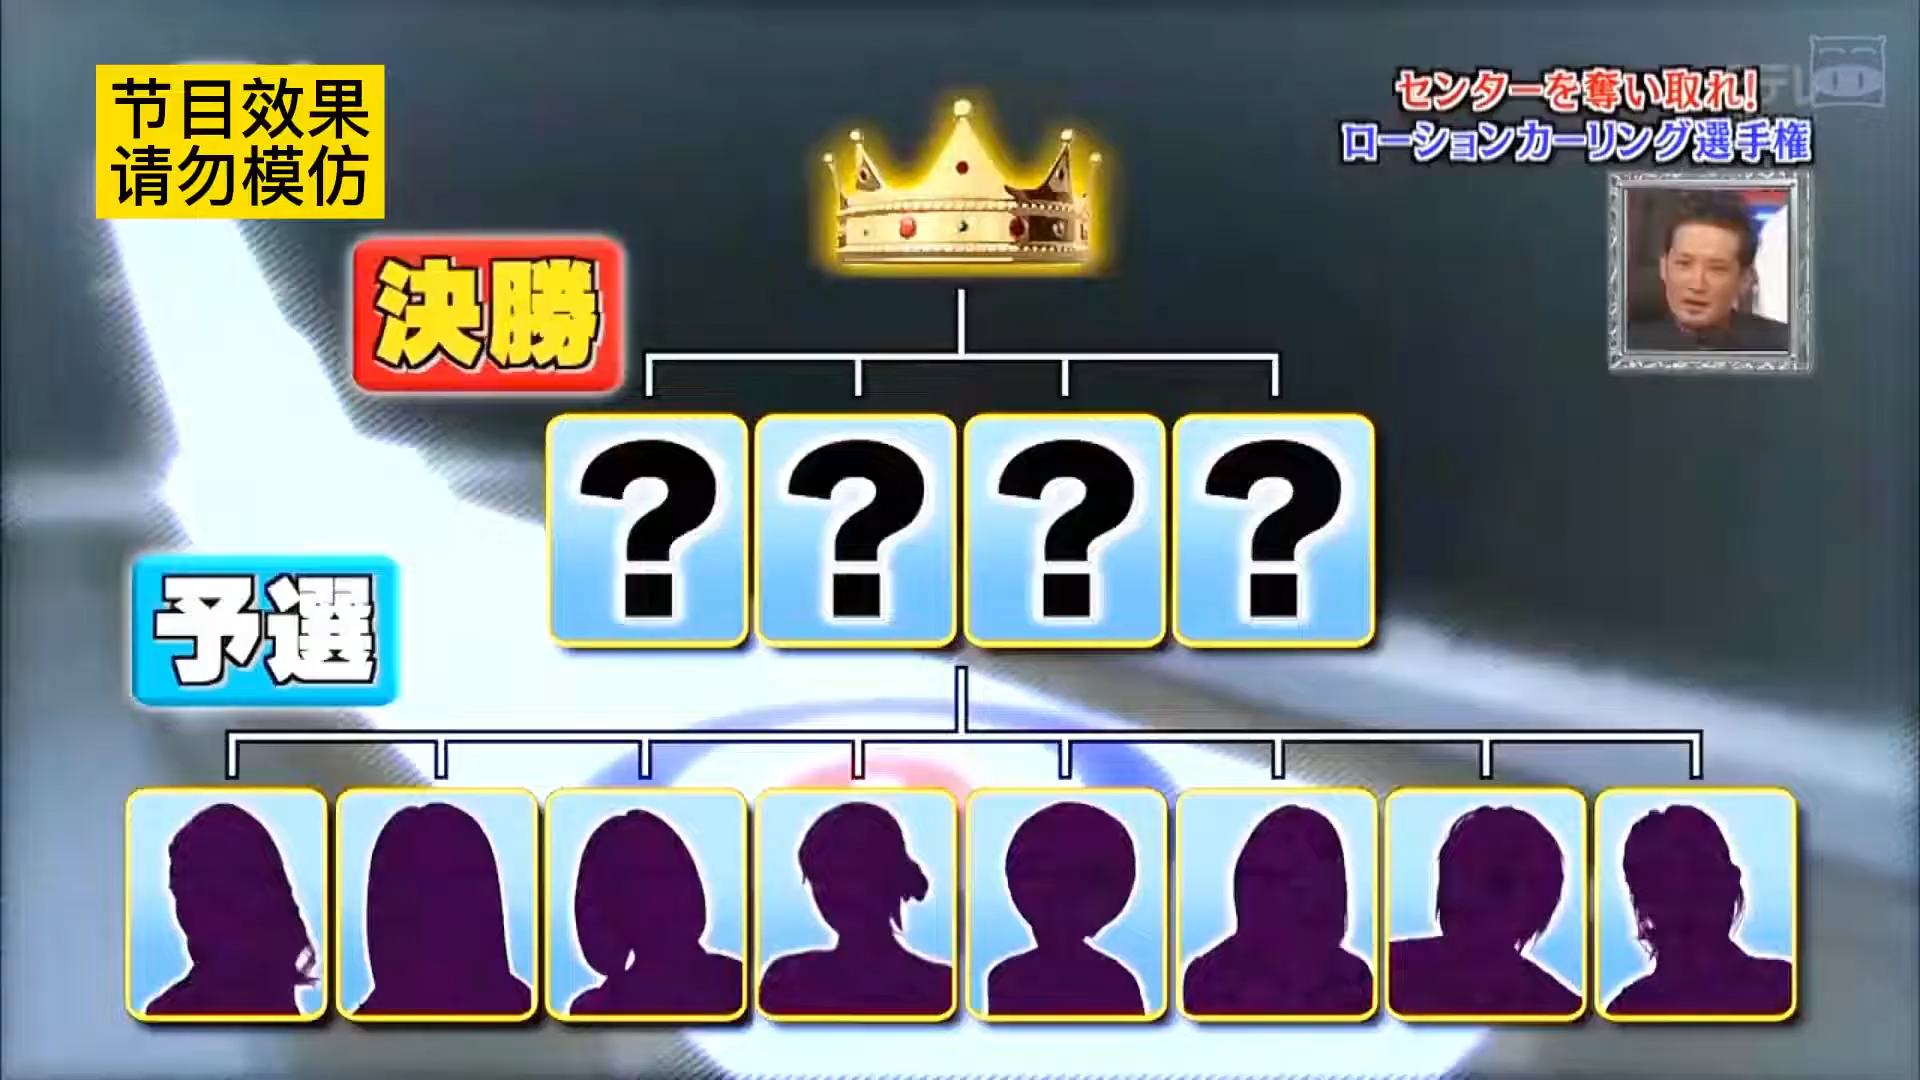 节目效果
请勿模仿
センターを奪い取れ!
ローションカーリング選手権
決勝
? ? ? ?
予選